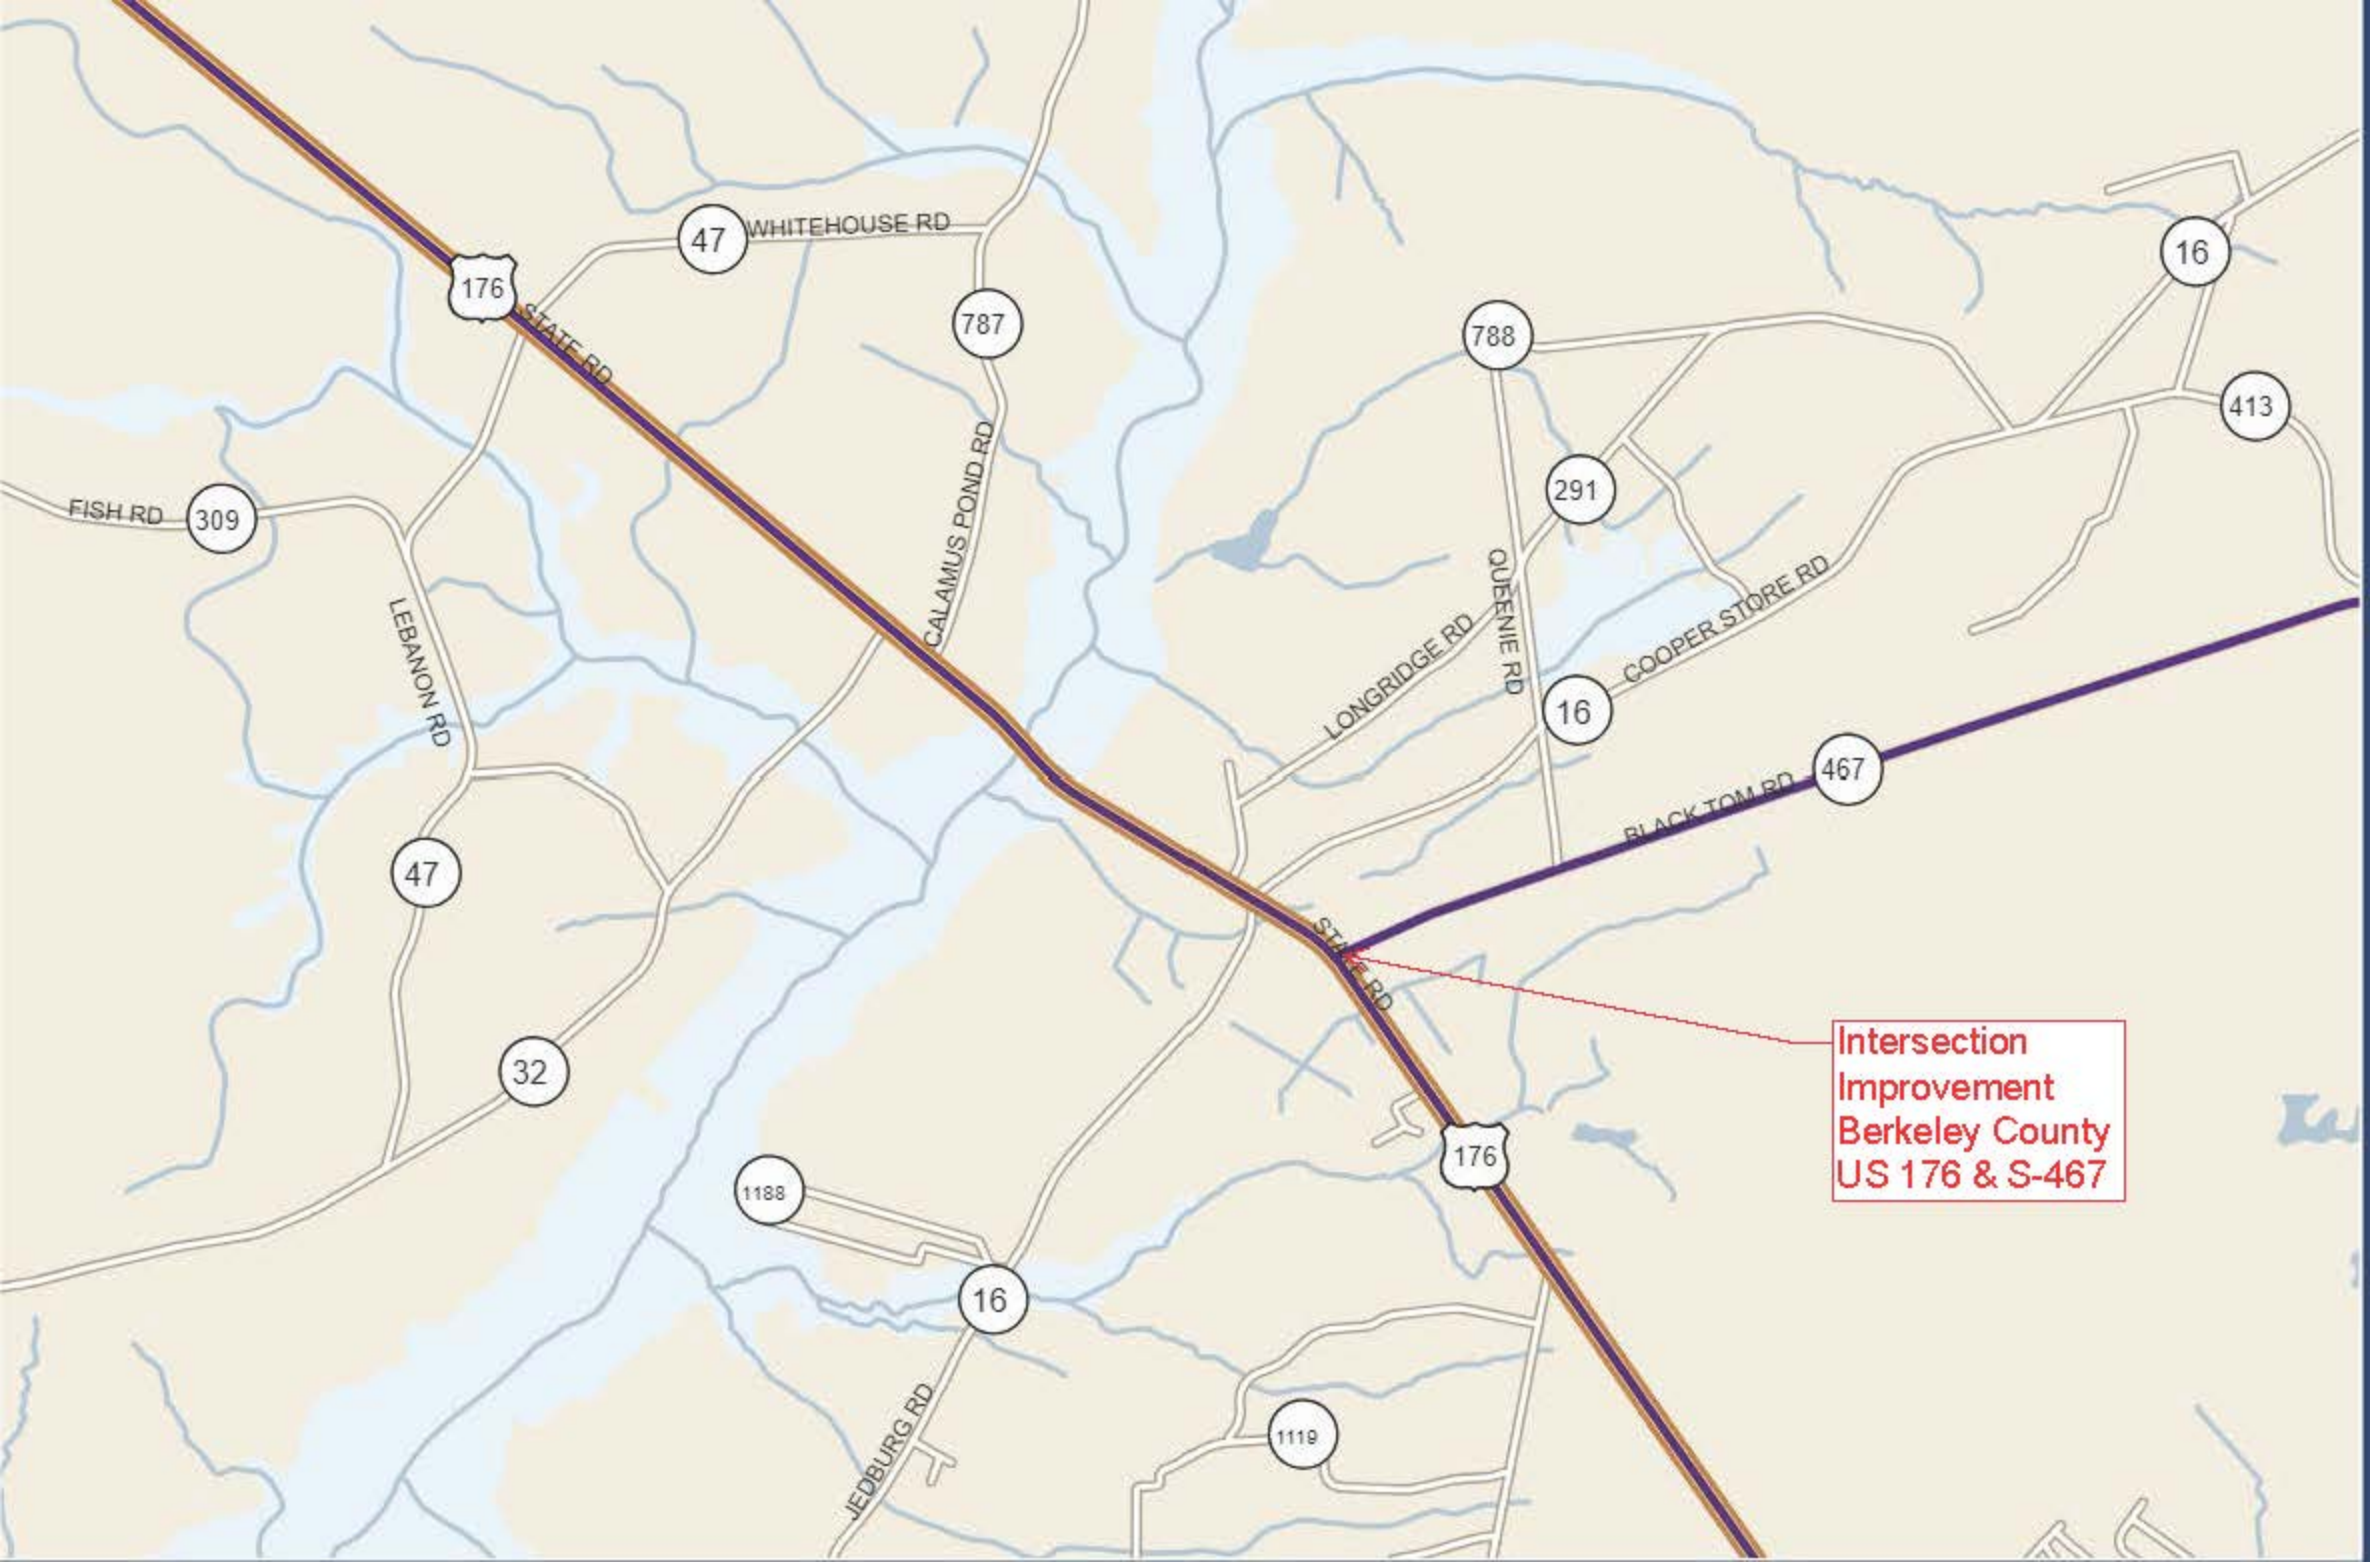 47
WHITEHOUSE RD
16
176
STATE RD
787
788
413
291
FISH RD
309
CALAMUS POND RD
QUEENIE RD
COOPER STORE RD
LEBANON RD
LONGRIDGE RD
16
467
BLACK TOM RD
47
STATE RD
32
Intersection
Improvement
Berkeley County
US 176 & S-467
176
1188
16
JEDBURG RD
1119